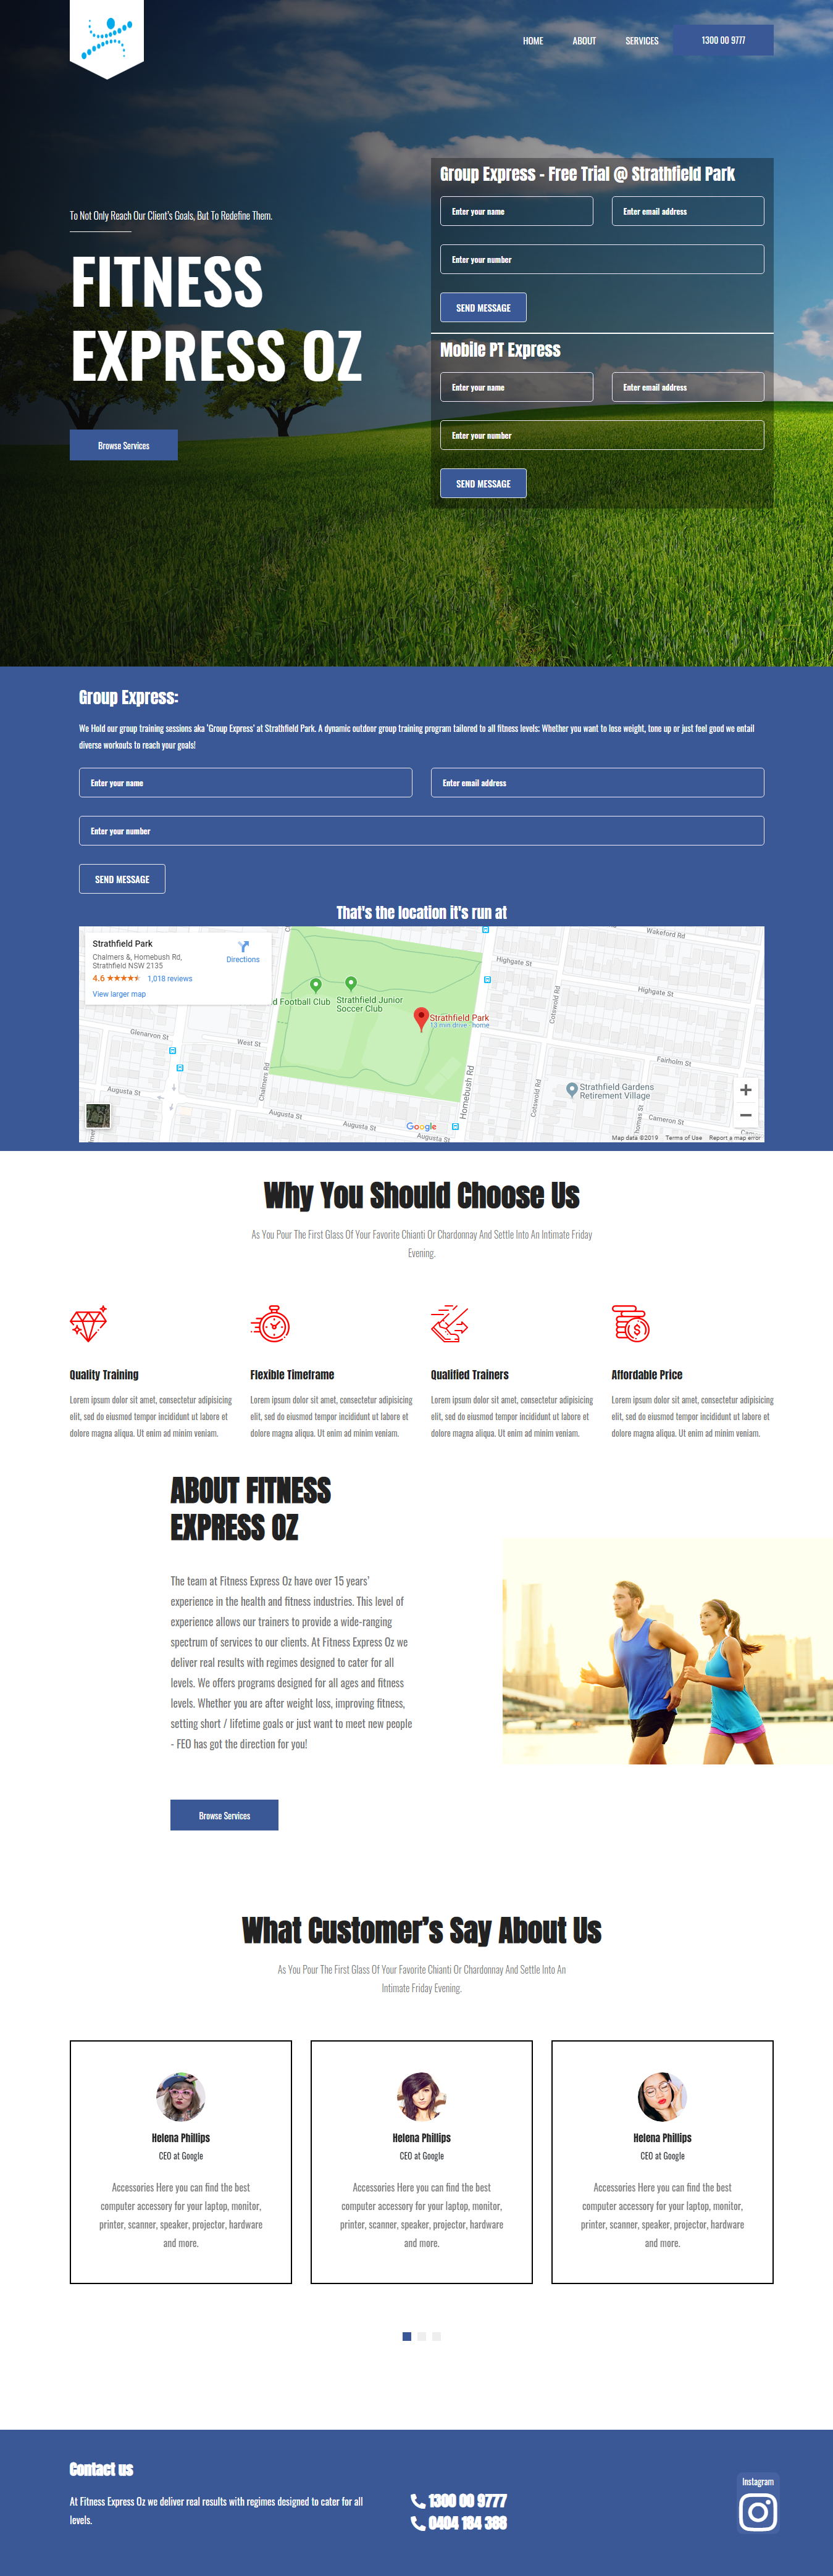 HOME ABOUT SERVICES 1300 00 9777
To Not Only Reach Our Client's Goals, But To Redefine Them.
FITNESS
EXPRESS OZ
Browse Services
Group Express - Free Trial @ Strathfield Park
Enter your name Enter email address
Enter your number
SEND MESSAGE
Mobile PT Express
Enter your name Enter email address
Enter your number
SEND MESSAGE
Group Express:
We Hold our group training sessions aka 'Group Express' at Strathfield Park. A dynamic outdoor group training program tailored to all fitness levels; Whether you want to lose weight, tone up or just feel good we entail
diverse workouts to reach your goals!
Enter your name Enter email address
Enter your number
SEND MESSAGE
That's the location it's run at
Strathfield Park
Chalmers &, Homebush Rd,
Strathfield NSW 2135
4.6 1,018 reviews
View larger map
Directions
Wakeford Rd
Highgate St
Highgate St
Cotswold Rd
d Football Club
Strathfield Junior
Soccer Club
Strathfield Park
13 min drive - home
Glenarvon St
West St
Chalmers Rd
Homebush Rd
Fairholm St
Strathfield Gardens
Retirement Village
Cotswold Rd
Augusta St
Augusta St
Augusta St
Augusta St
homas St
Cameron St
Google
Map data ©2019 Terms of Use Report a map error
Why You Should Choose Us
As You Pour The First Glass Of Your Favorite Chianti Or Chardonnay And Settle Into An Intimate Friday
Evening.
Quality Training
Lorem ipsum dolor sit amet, consectetur adipisicing
elit, sed do eiusmod tempor incididunt ut labore et
dolore magna aliqua. Ut enim ad minim veniam.
Flexible Timeframe
Lorem ipsum dolor sit amet, consectetur adipisicing
elit, sed do eiusmod tempor incididunt ut labore et
dolore magna aliqua. Ut enim ad minim veniam.
Qualified Trainers
Lorem ipsum dolor sit amet, consectetur adipisicing
elit, sed do eiusmod tempor incididunt ut labore et
dolore magna aliqua. Ut enim ad minim veniam.
Affordable Price
Lorem ipsum dolor sit amet, consectetur adipisicing
elit, sed do eiusmod tempor incididunt ut labore et
dolore magna aliqua. Ut enim ad minim veniam.
ABOUT FITNESS
EXPRESS OZ
The team at Fitness Express Oz have over 15 years'
experience in the health and fitness industries. This level of
experience allows our trainers to provide a wide-ranging
spectrum of services to our clients. At Fitness Express Oz we
deliver real results with regimes designed to cater for all
levels. We offers programs designed for all ages and fitness
levels. Whether you are after weight loss, improving fitness,
setting short / lifetime goals or just want to meet new people
- FEO has got the direction for you!
Browse Services
What Customer's Say About Us
As You Pour The First Glass Of Your Favorite Chianti Or Chardonnay And Settle Into An
Intimate Friday Evening.
Helena Phillips
CEO at Google
Accessories Here you can find the best
computer accessory for your laptop, monitor,
printer, scanner, speaker, projector, hardware
and more.
Helena Phillips
CEO at Google
Accessories Here you can find the best
computer accessory for your laptop, monitor,
printer, scanner, speaker, projector, hardware
and more.
Helena Phillips
CEO at Google
Accessories Here you can find the best
computer accessory for your laptop, monitor,
printer, scanner, speaker, projector, hardware
and more.
Contact us
At Fitness Express Oz we deliver real results with regimes designed to cater for all
levels.
1300 00 9777
0404 184 388
Instagram